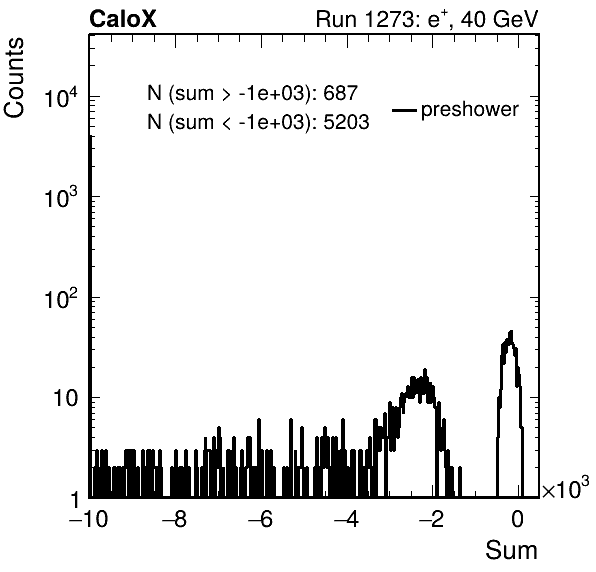 CaloX Run 1273: e⁺, 40 GeV
Counts
N (sum > -1e+03): 687
N (sum < -1e+03): 5203
preshower
10⁴
10³
10²
10
1
−10 −8 −6 −4 −2 0
×10³
Sum